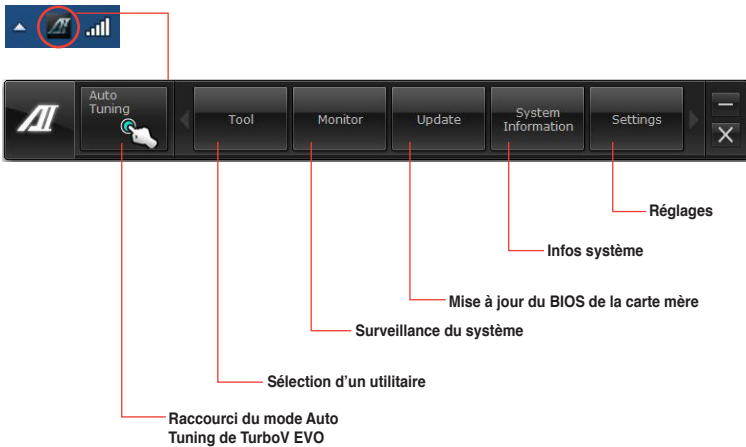 Auto
Tuning
Tool
Monitor
Update
System
Information
Settings
Réglages
Infos système
Mise à jour du BIOS de la carte mère
Surveillance du système
Sélection d'un utilitaire
Raccourci du mode Auto
Tuning de TurboV EVO